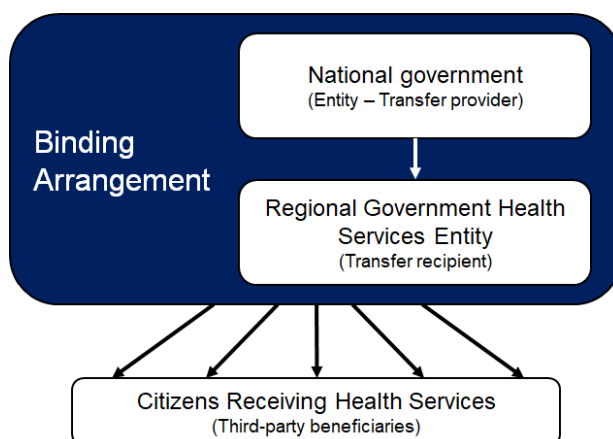 National government
(Entity – Transfer provider)
Binding
Arrangement
Regional Government Health
Services Entity
(Transfer recipient)
Citizens Receiving Health Services
(Third-party beneficiaries)